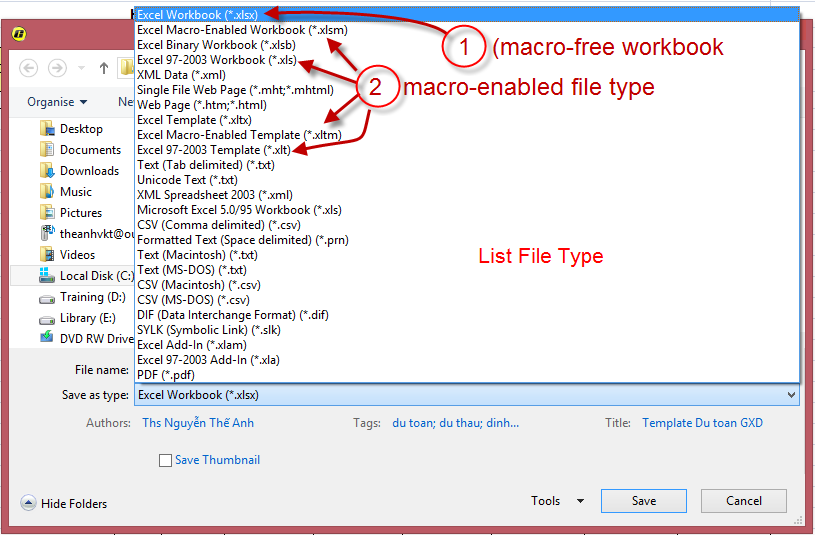 Excel Workbook (*.xlsx)
Excel Macro-Enabled Workbook (*.xlsm)
Excel Binary Workbook (*.xlsb)
Excel 97-2003 Workbook (*.xls)
XML Data (*.xml)
Single File Web Page (*.mht;*.mhtml)
Web Page (*.htm;*.html)
Excel Template (*.xltx)
Excel Macro-Enabled Template (*.xltm)
Excel 97-2003 Template (*.xlt)
Text (Tab delimited) (*.txt)
Unicode Text (*.txt)
XML Spreadsheet 2003 (*.xml)
Microsoft Excel 5.0/95 Workbook (*.xls)
CSV (Comma delimited) (*.csv)
Formatted Text (Space delimited) (*.prn)
Text (Macintosh) (*.txt)
Text (MS-DOS) (*.txt)
CSV (Macintosh) (*.csv)
CSV (MS-DOS) (*.csv)
DIF (Data Interchange Format) (*.dif)
SYLK (Symbolic Link) (*.slk)
Excel Add-In (*.xlam)
Excel 97-2003 Add-In (*.xla)
PDF (*.pdf)
1 (macro-free workbook
2 macro-enabled file type
List File Type
Organise Ne
Desktop
Documents
Downloads
Music
Pictures
theanhvkt@ou
Videos
Local Disk (C:)
Training (D:)
Library (E:)
DVD RW Drive
File name:
Save as type: Excel Workbook (*.xlsx)
Authors: Ths Nguyễn Thế Anh Tags: du toan; du thau; dinh... Title: Template Du toan GXD
Save Thumbnail
Hide Folders Tools Save Cancel